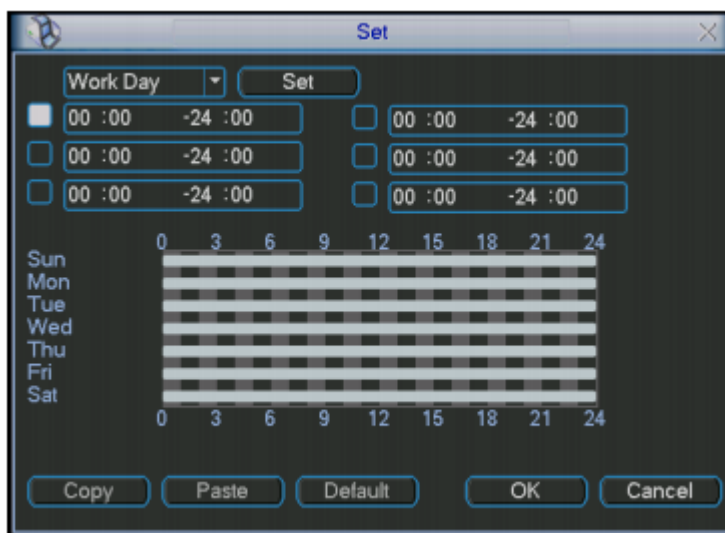 Set
Work Day Set
00 :00 -24 :00 00 :00 -24 :00
00 :00 -24 :00 00 :00 -24 :00
00 :00 -24 :00 00 :00 -24 :00
0 3 6 9 12 15 18 21 24
Sun
Mon
Tue
Wed
Thu
Fri
Sat
0 3 6 9 12 15 18 21 24
Copy Paste Default OK Cancel